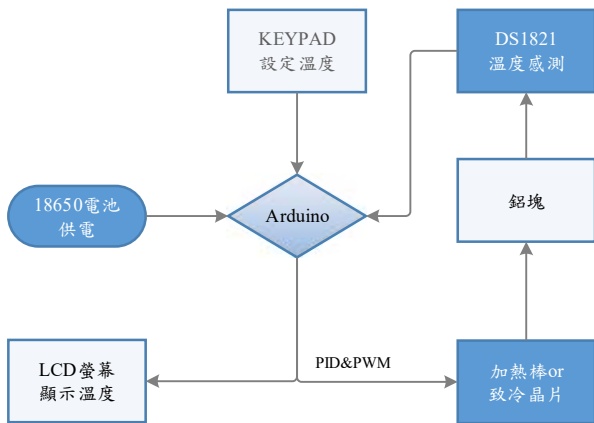 KEYPAD
設定溫度
DS1821
溫度感測
18650電池
供電
Arduino
鋁塊
LCD螢幕
顯示溫度
PID&PWM
加熱棒or
致冷晶片